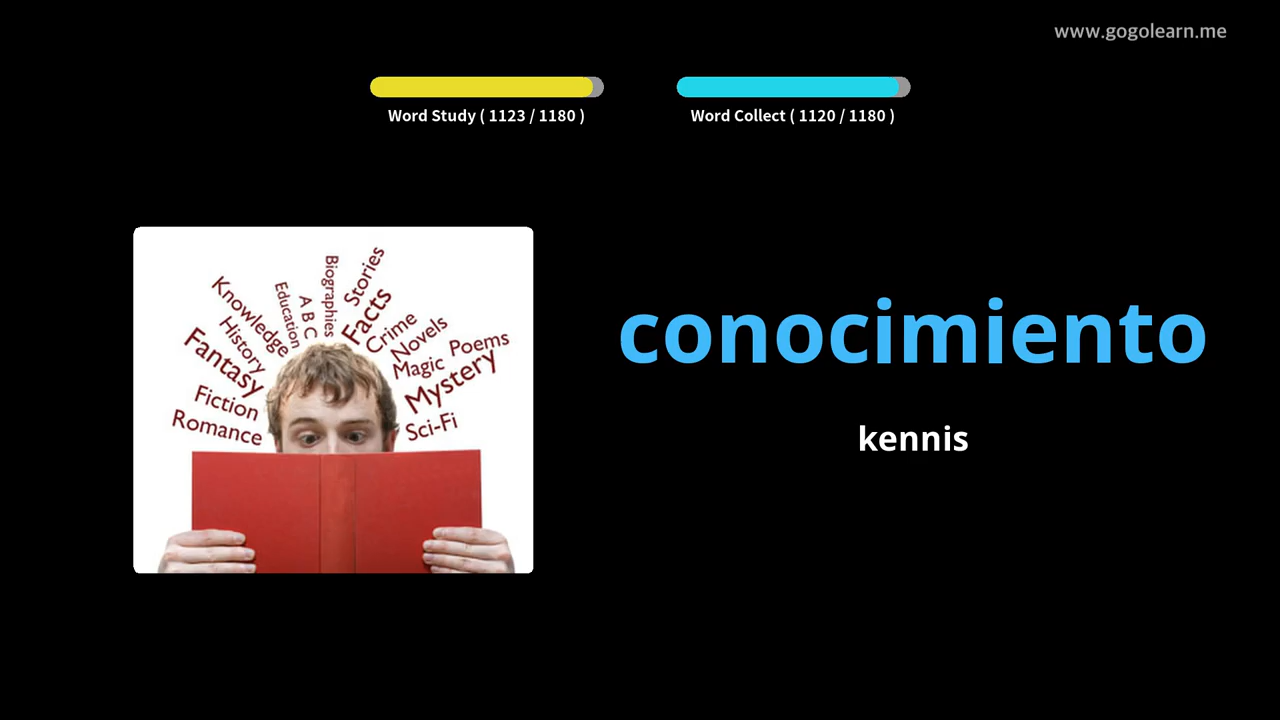 www.gogolearn.me
Word Study ( 1123 / 1180 )
Word Collect ( 1120 / 1180 )
Stories
Biographies
Facts
A B C
Education
Knowledge
Crime
Novels
History
Poems
Magic
Fantasy
Mystery
Fiction
Sci-Fi
Romance
conocimiento
kennis